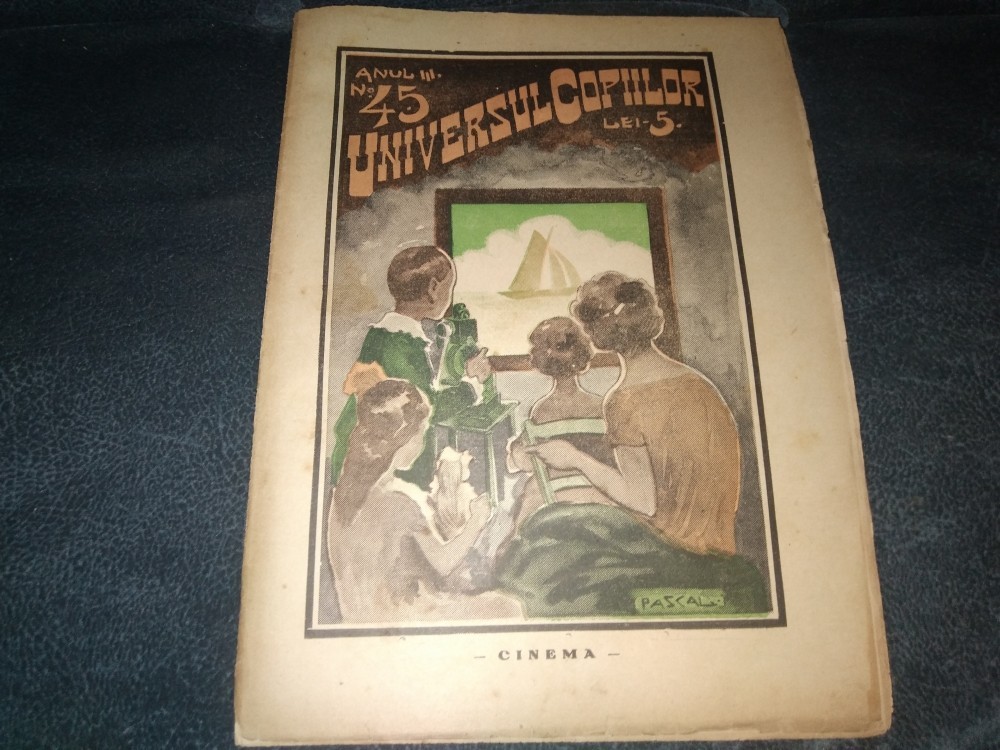 ANUL III.
No 45
UNIVERSUL COPIILOR
LEI-5.
PASCAL
- CINEMA -